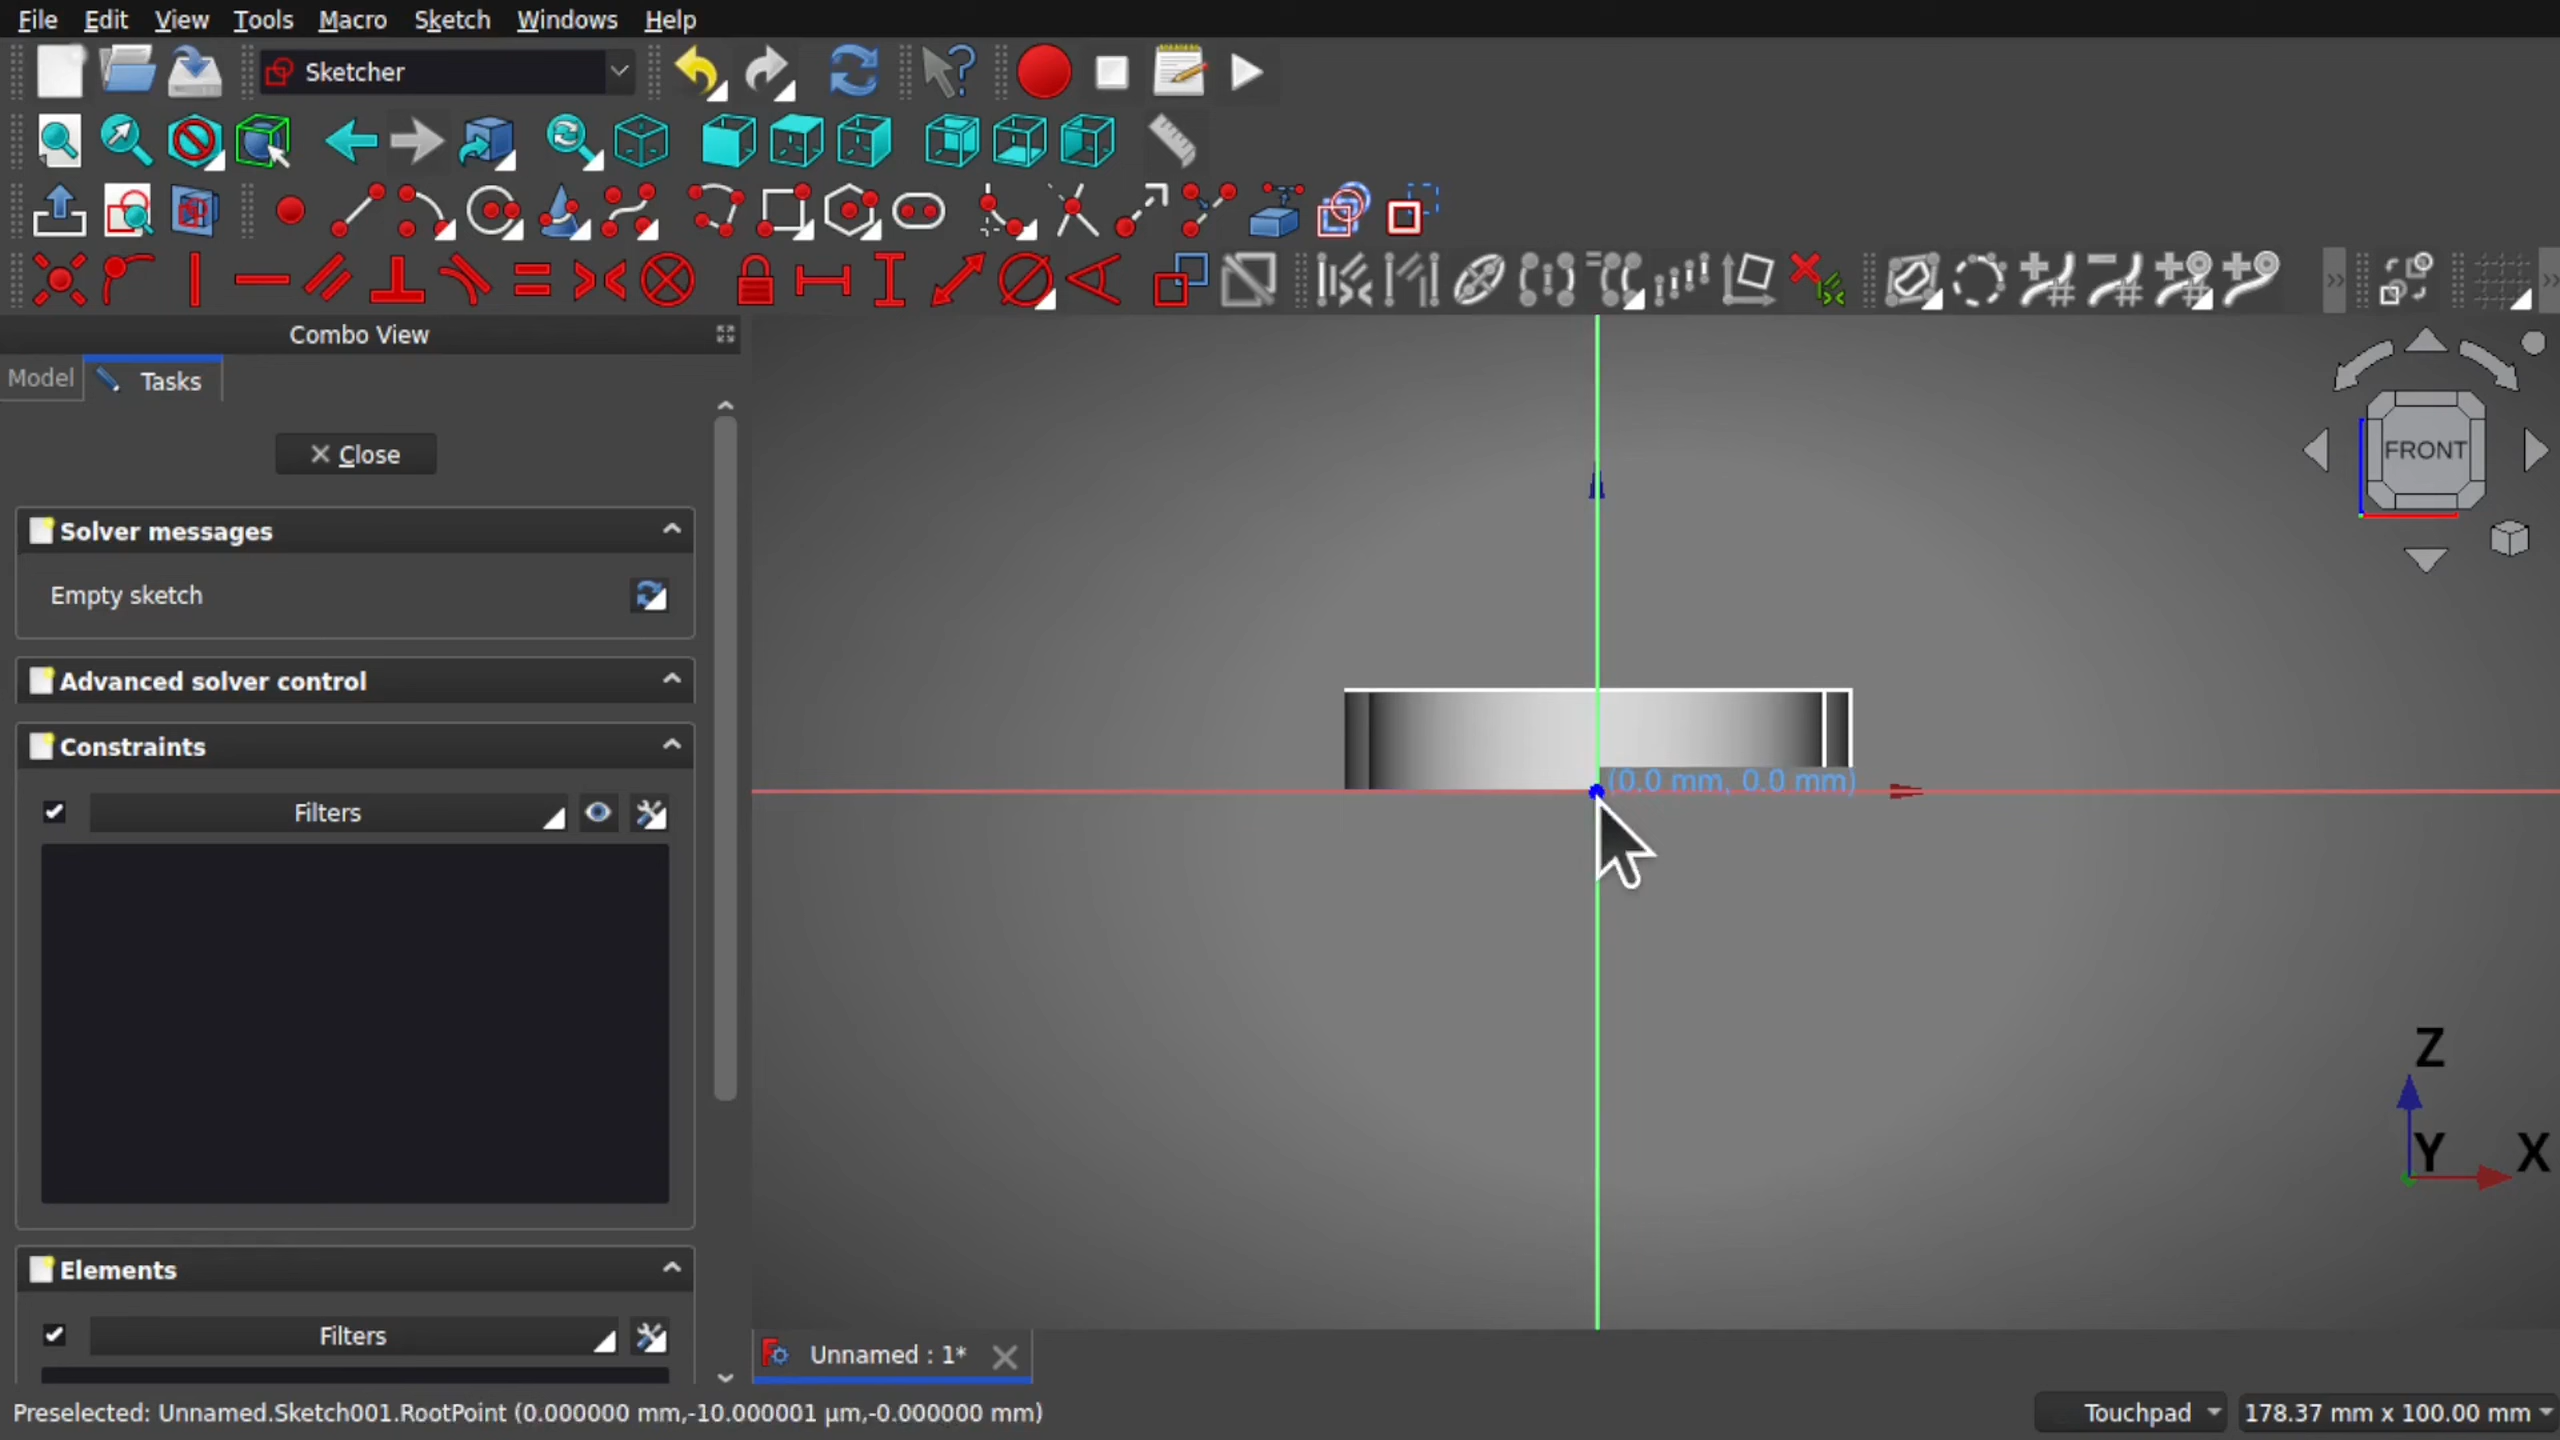 File Edit View Tools Macro Sketch Windows Help
Sketcher
Combo View
Model Tasks
Close
Solver messages
Empty sketch
Advanced solver control
Constraints
Filters
Elements
Filters
FRONT
(0.0 mm, 0.0 mm)
Z
Y X
Unnamed : 1*
Preselected: Unnamed.Sketch001.RootPoint (0.000000 mm,-10.000001 µm,-0.000000 mm)
Touchpad 178.37 mm x 100.00 mm